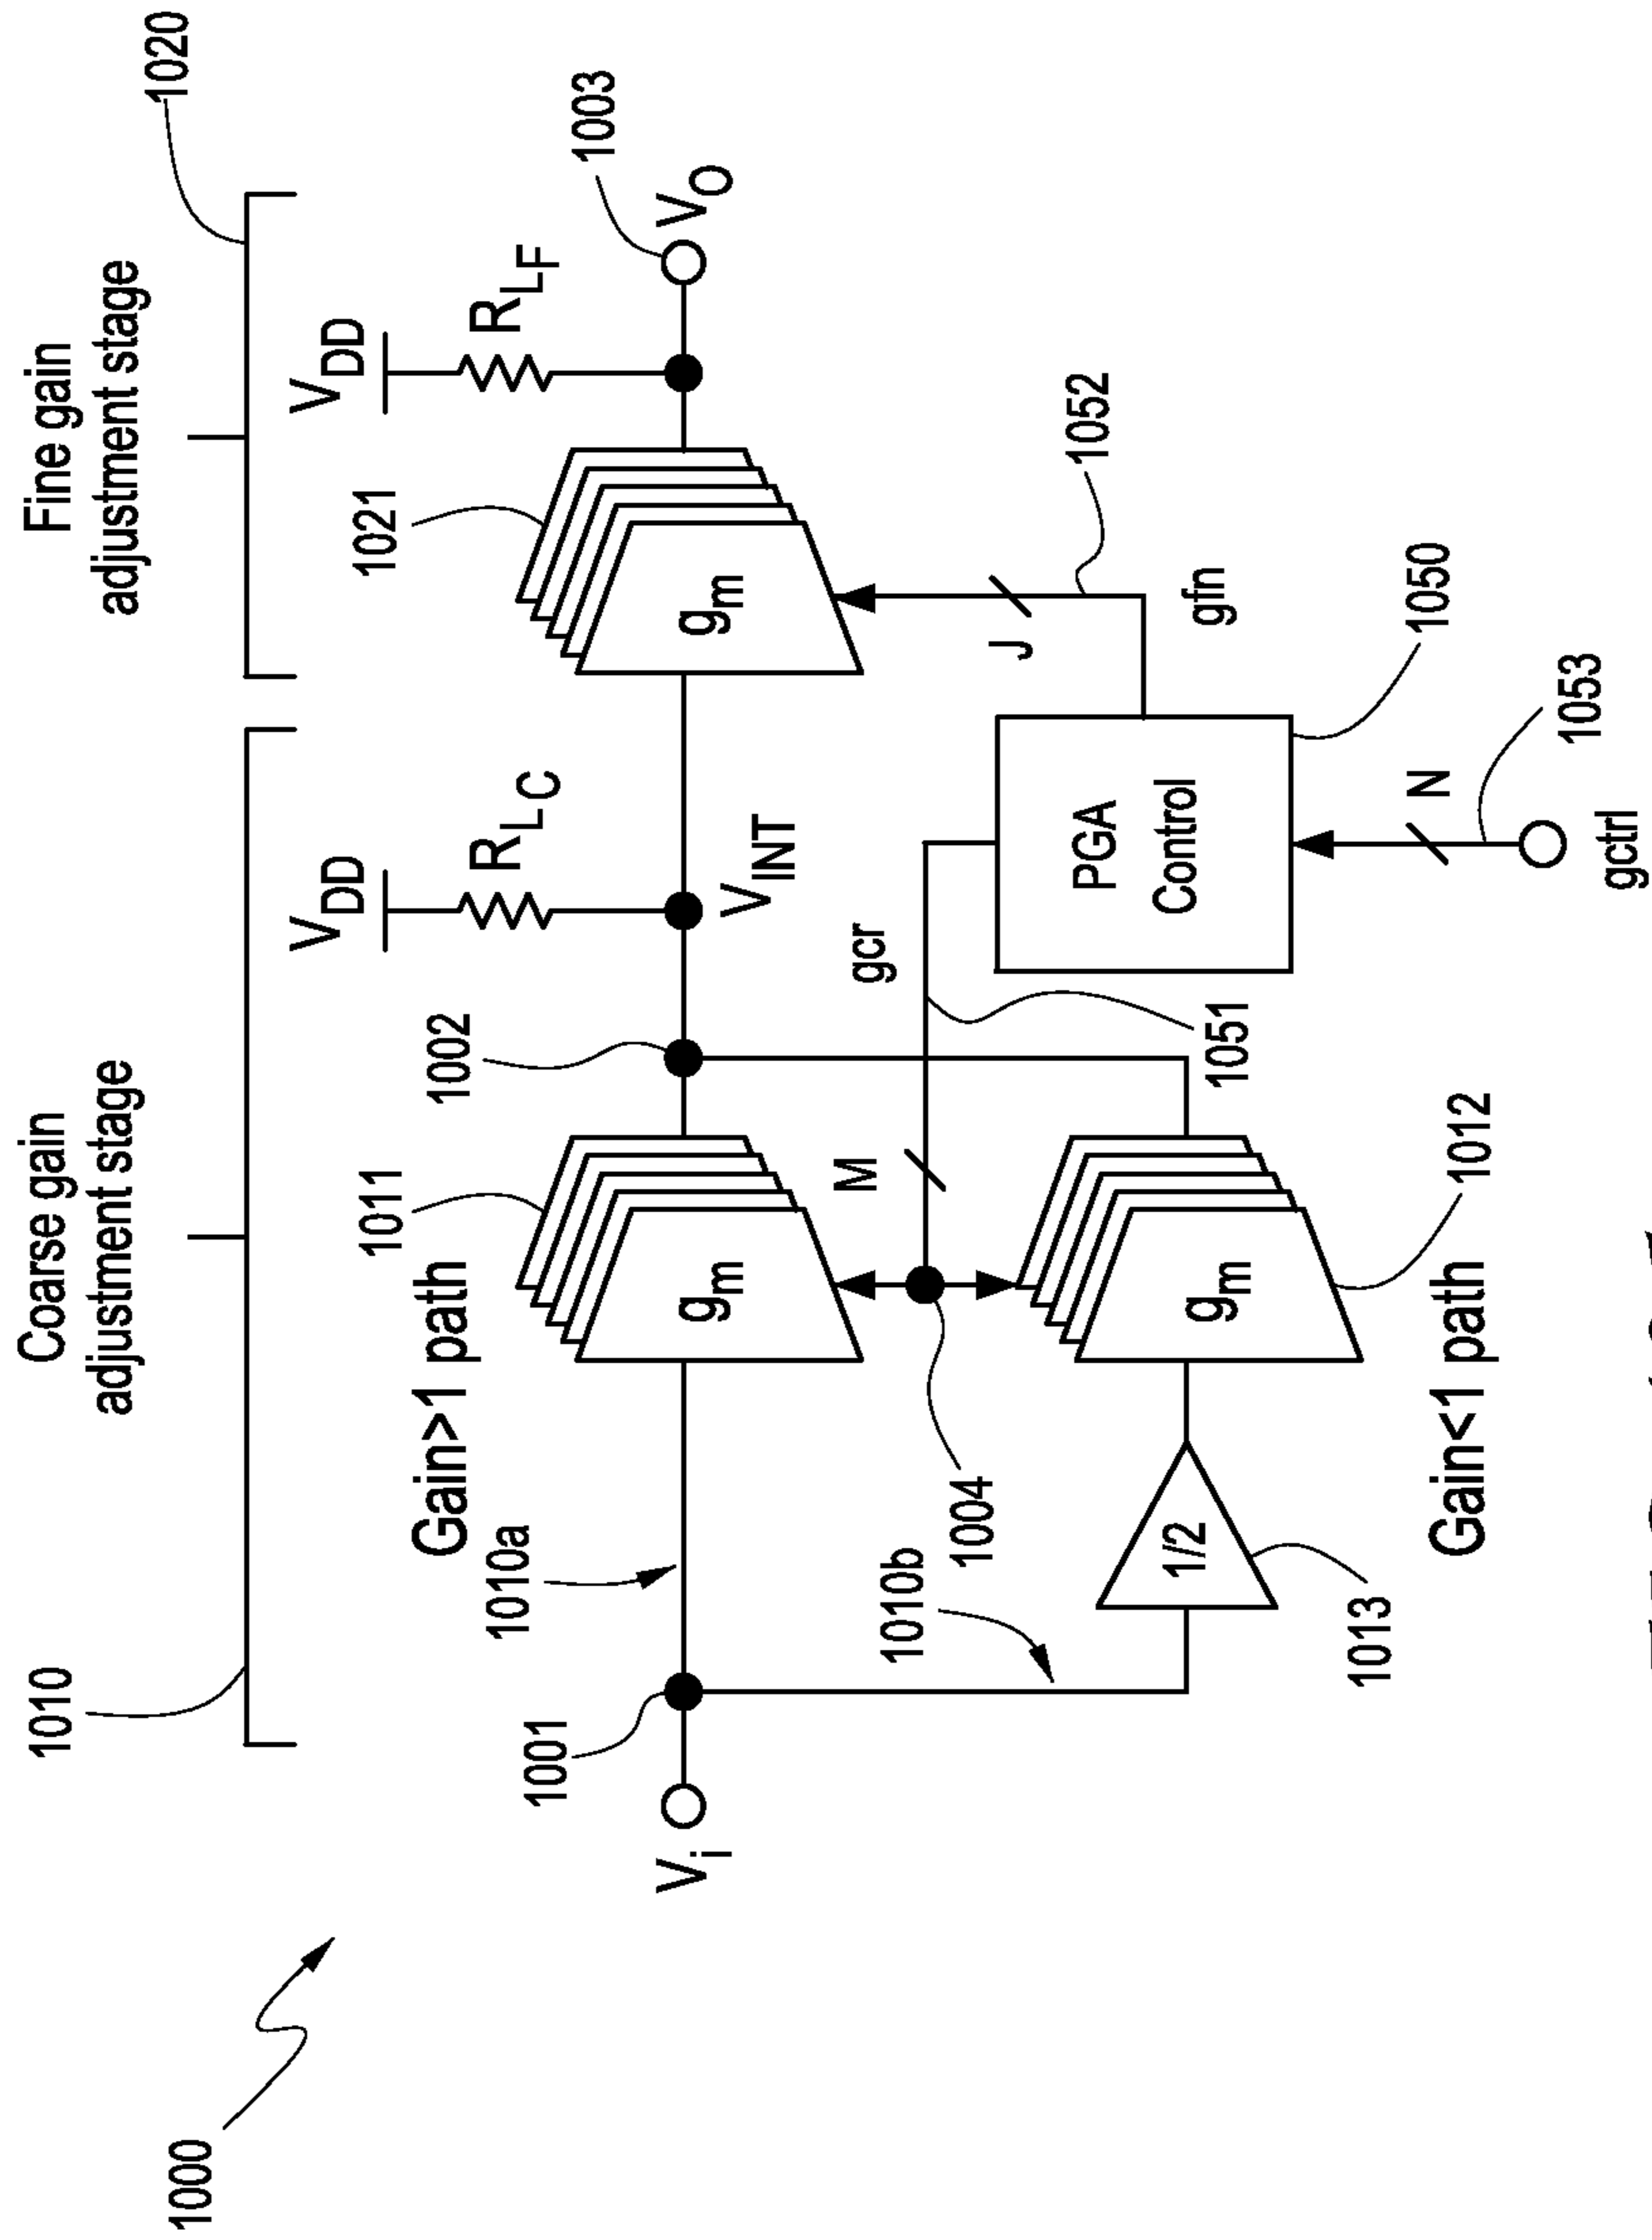 1000
1010
Coarse gain
adjustment stage
Fine gain
adjustment stage
1020
Gain>1 path
1011
1002
VDD
RLC
1021
VDD
RLF
1003
Vi
1001
1010a
gm
VINT
gm
VO
1010b
1004
M
gcr
J
1052
gfn
1/2
1013
gm
1012
1051
PGA
Control
1050
Gain<1 path
N
1053
gctrl